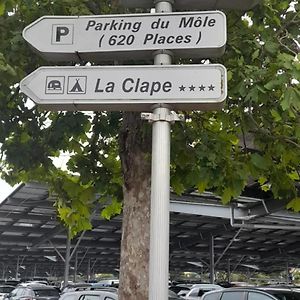 P Parking du Môle
( 620 Places )
La Clape ****